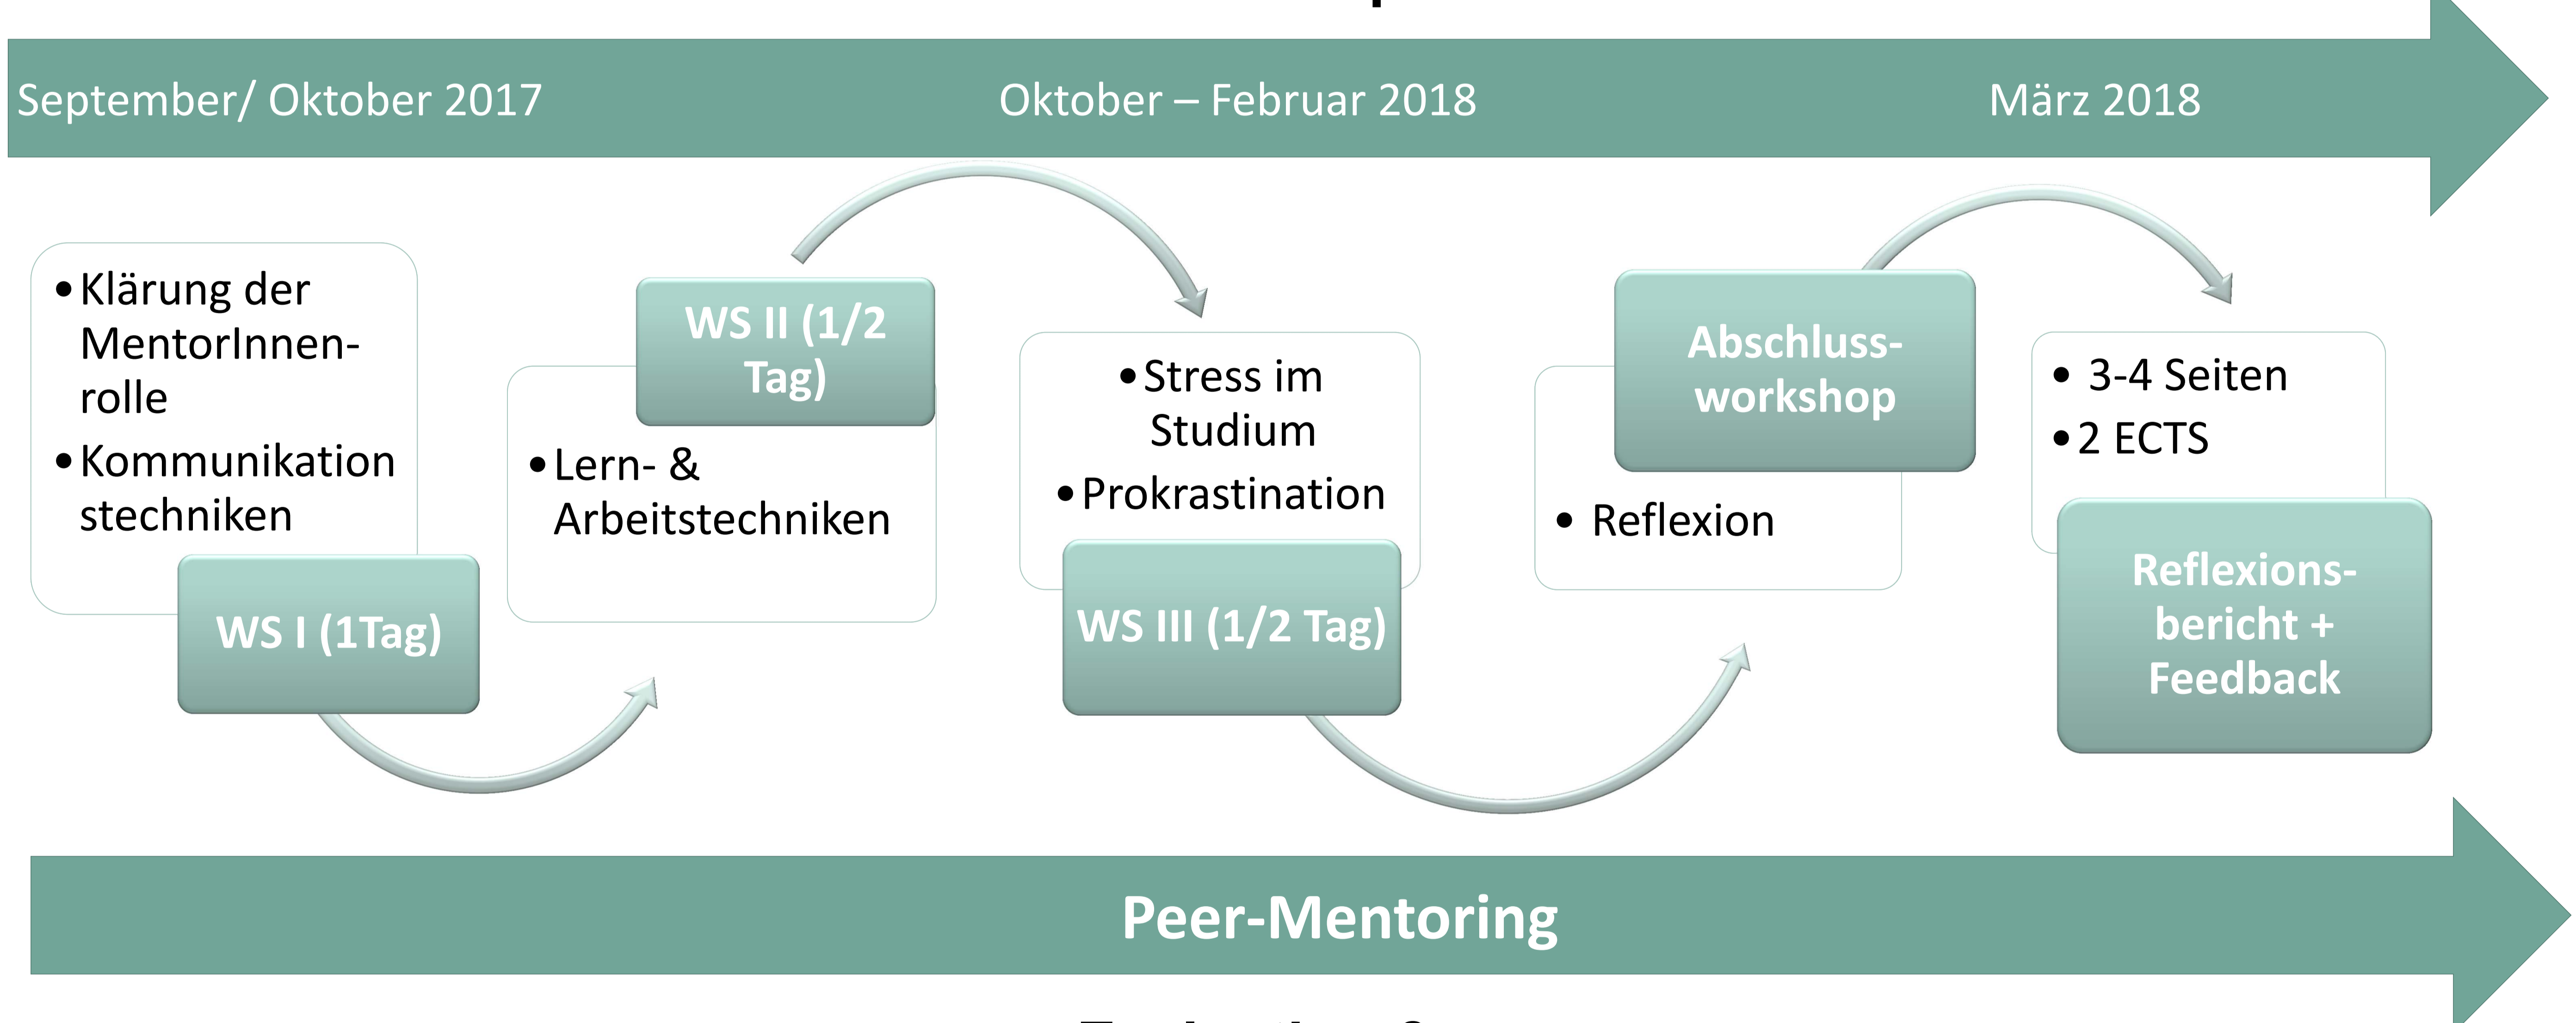 September/ Oktober 2017
Oktober – Februar 2018
März 2018
•Klärung der
MentorInnen-
rolle
•Kommunikation
stechniken
WS I (1Tag)
WS II (1/2
Tag)
•Lern- &
Arbeitstechniken
•Stress im
Studium
•Prokrastination
WS III (1/2 Tag)
Abschluss-
workshop
• Reflexion
• 3-4 Seiten
•2 ECTS
Reflexions-
bericht +
Feedback
Peer-Mentoring